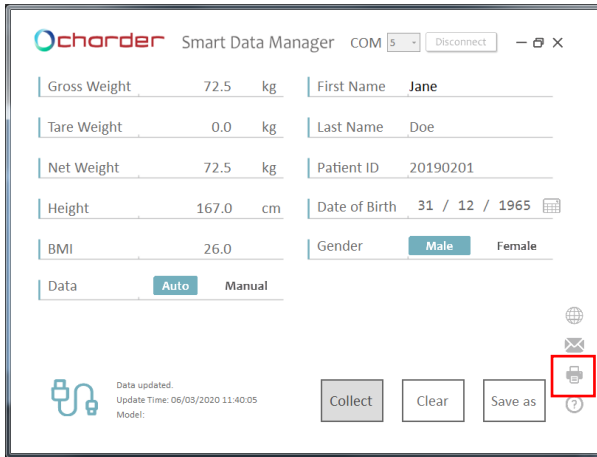 charder Smart Data Manager COM 5 Disconnect
Gross Weight 72.5 kg First Name Jane
Tare Weight 0.0 kg Last Name Doe
Net Weight 72.5 kg Patient ID 20190201
Height 167.0 cm Date of Birth 31 / 12 / 1965
BMI 26.0 Gender Male Female
Data Auto Manual
Data updated.
Update Time: 06/03/2020 11:40:05
Model:
Collect Clear Save as ?